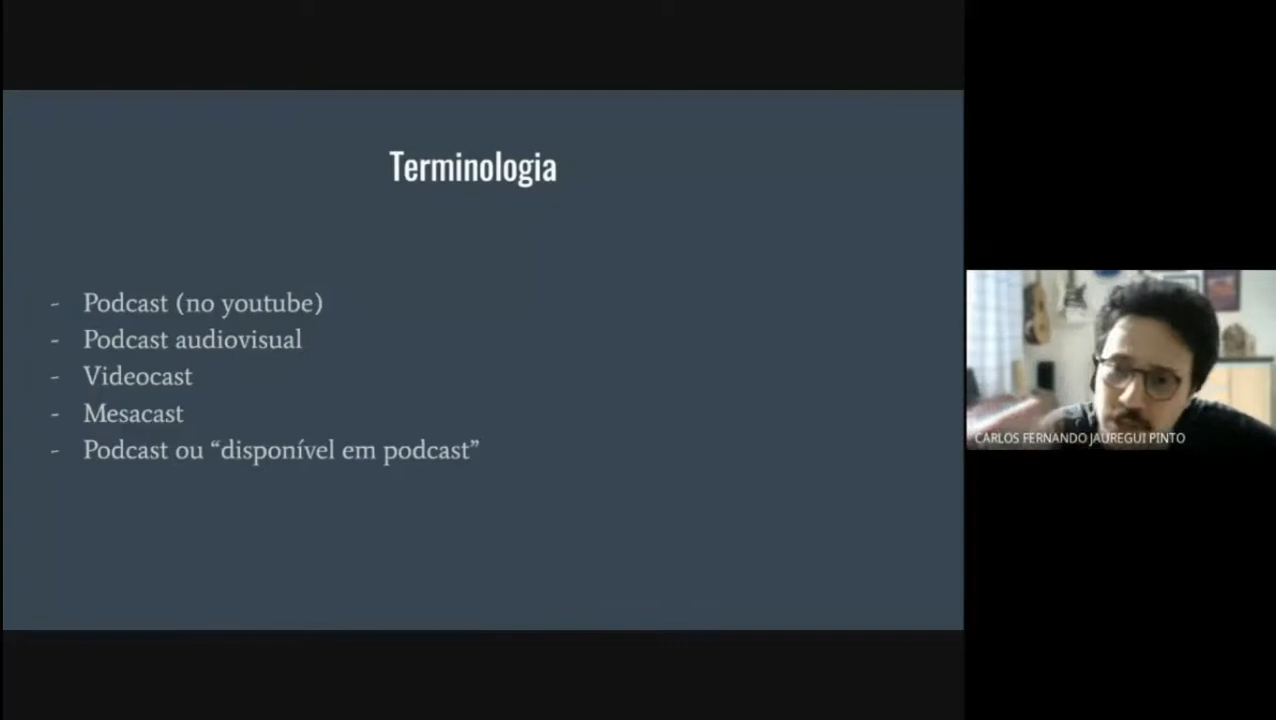 Terminologia
- Podcast (no youtube)
- Podcast audiovisual
- Videocast
- Mesacast
- Podcast ou “disponível em podcast”
CARLOS FERNANDO JAUREGUI PINTO